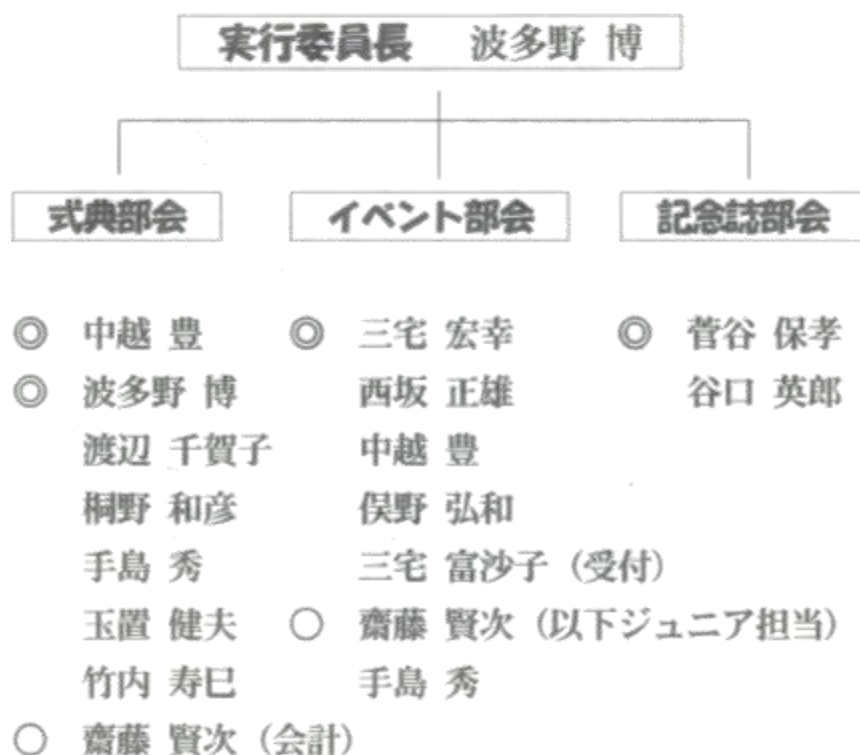 実行委員長　波多野 博
式典部会
◎ 中越 豊
◎ 波多野 博
渡辺 千賀子
桐野 和彦
手島 秀
玉置 健夫
竹内 寿巳
○ 齋藤 賢次（会計）
イベント部会
◎ 三宅 宏幸
西坂 正雄
中越 豊
俣野 弘和
三宅 富沙子（受付）
○ 齋藤 賢次（以下ジュニア担当）
手島 秀
記念誌部会
◎ 菅谷 保孝
谷口 英郎